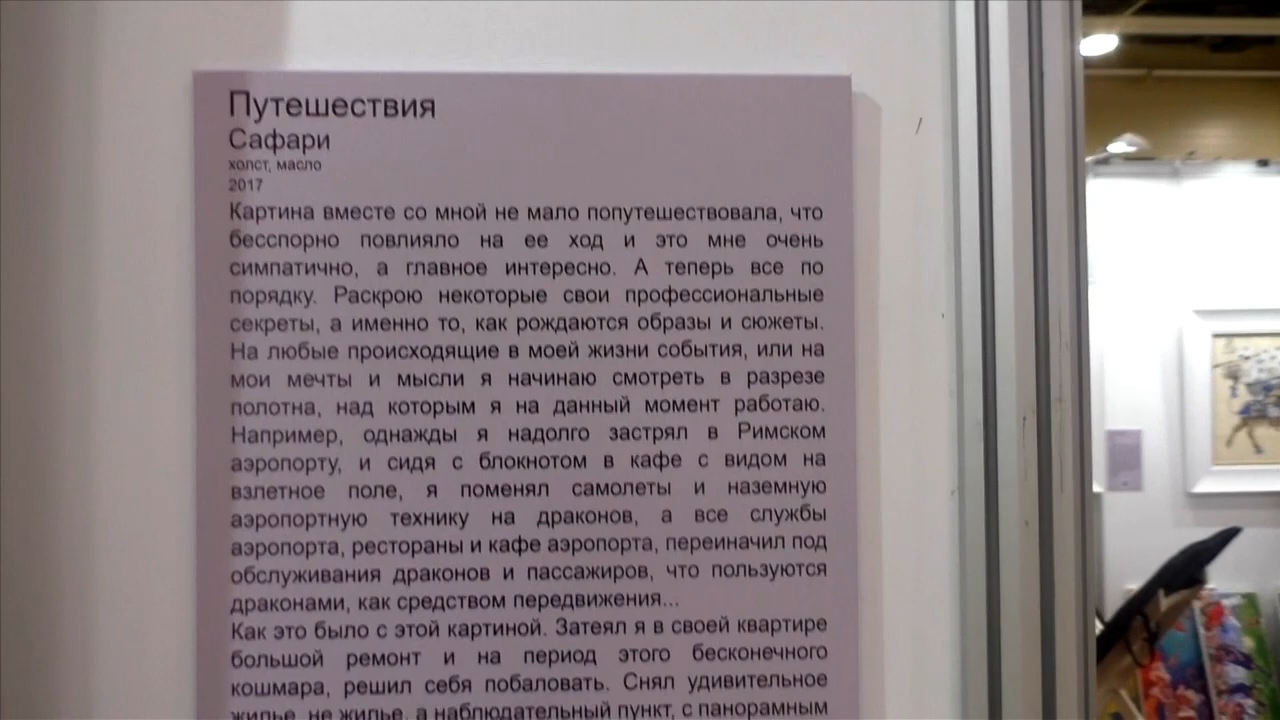 Путешествия
Сафари
холст, масло
2017
Картина вместе со мной не мало попутешествовала, что
бесспорно повлияло на ее ход и это мне очень
симпатично, а главное интересно. А теперь все по
порядку. Раскрою некоторые свои профессиональные
секреты, а именно то, как рождаются образы и сюжеты.
На любые происходящие в моей жизни события, или на
мои мечты и мысли я начинаю смотреть в разрезе
полотна, над которым я на данный момент работаю.
Например, однажды я надолго застрял в Римском
аэропорту, и сидя с блокнотом в кафе с видом на
взлетное поле, я поменял самолеты и наземную
аэропортную технику на драконов, а все службы
аэропорта, рестораны и кафе аэропорта, переиначил под
обслуживания драконов и пассажиров, что пользуются
драконами, как средством передвижения...
Как это было с этой картиной. Затеял я в своей квартире
большой ремонт и на период этого бесконечного
кошмара, решил себя побаловать. Снял удивительное
жилье, не жилье, а наблюдательный пункт, с панорамным